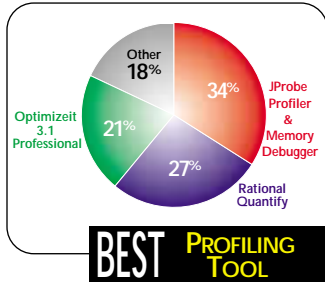 Other
18%
34%
JProbe
Profiler
&
Memory
Debugger
Optimizeit
3.1
Professional
21%
27%
Rational
Quantify
BEST PROFILING
TOOL